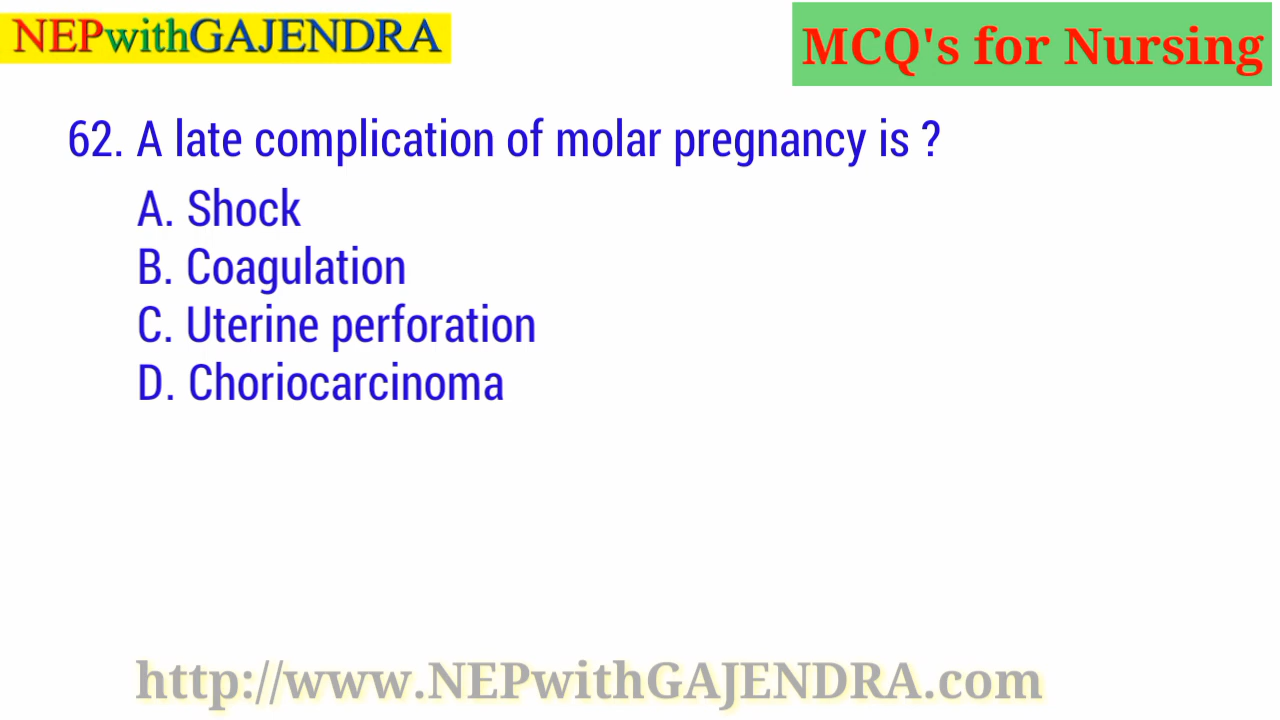 NEPwithGAJENDRA
MCQ's for Nursing
62. A late complication of molar pregnancy is ?
A. Shock
B. Coagulation
C. Uterine perforation
D. Choriocarcinoma
http://www.NEPwithGAJENDRA.com